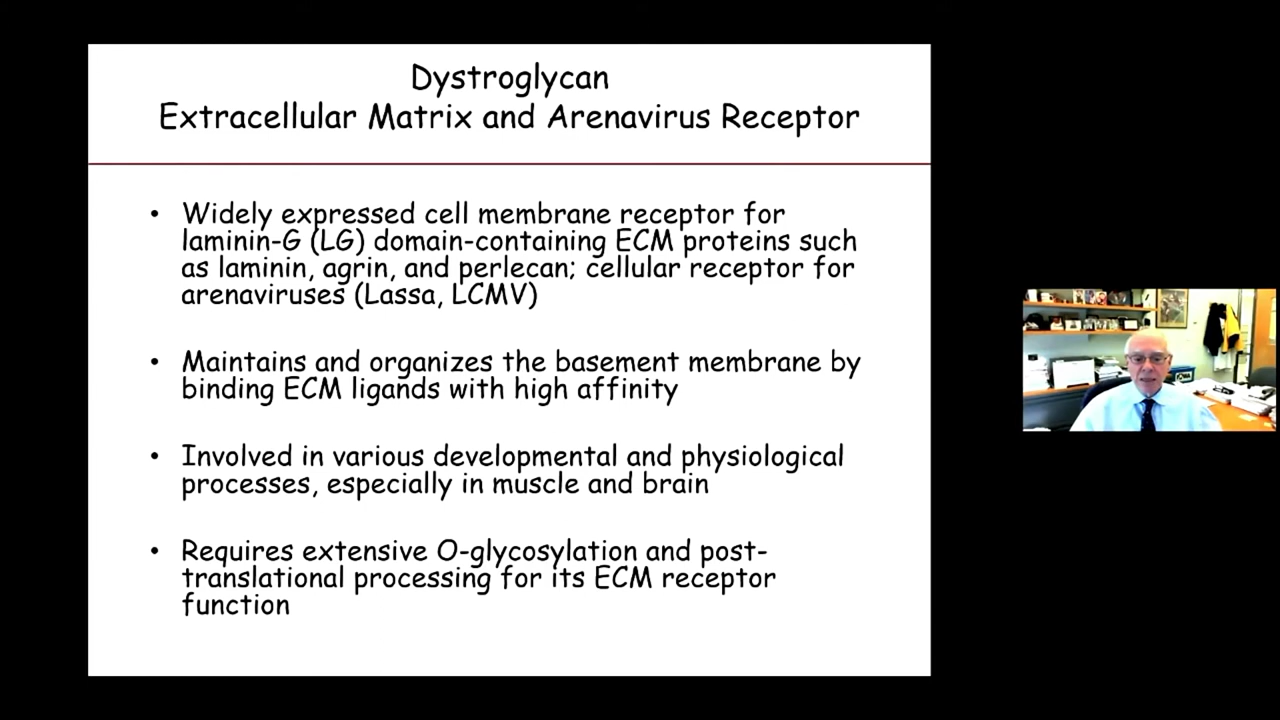 Dystroglycan
Extracellular Matrix and Arenavirus Receptor
• Widely expressed cell membrane receptor for
laminin-G (LG) domain-containing ECM proteins such
as laminin, agrin, and perlecan; cellular receptor for
arenaviruses (Lassa, LCMV)
• Maintains and organizes the basement membrane by
binding ECM ligands with high affinity
• Involved in various developmental and physiological
processes, especially in muscle and brain
• Requires extensive O-glycosylation and post-
translational processing for its ECM receptor
function